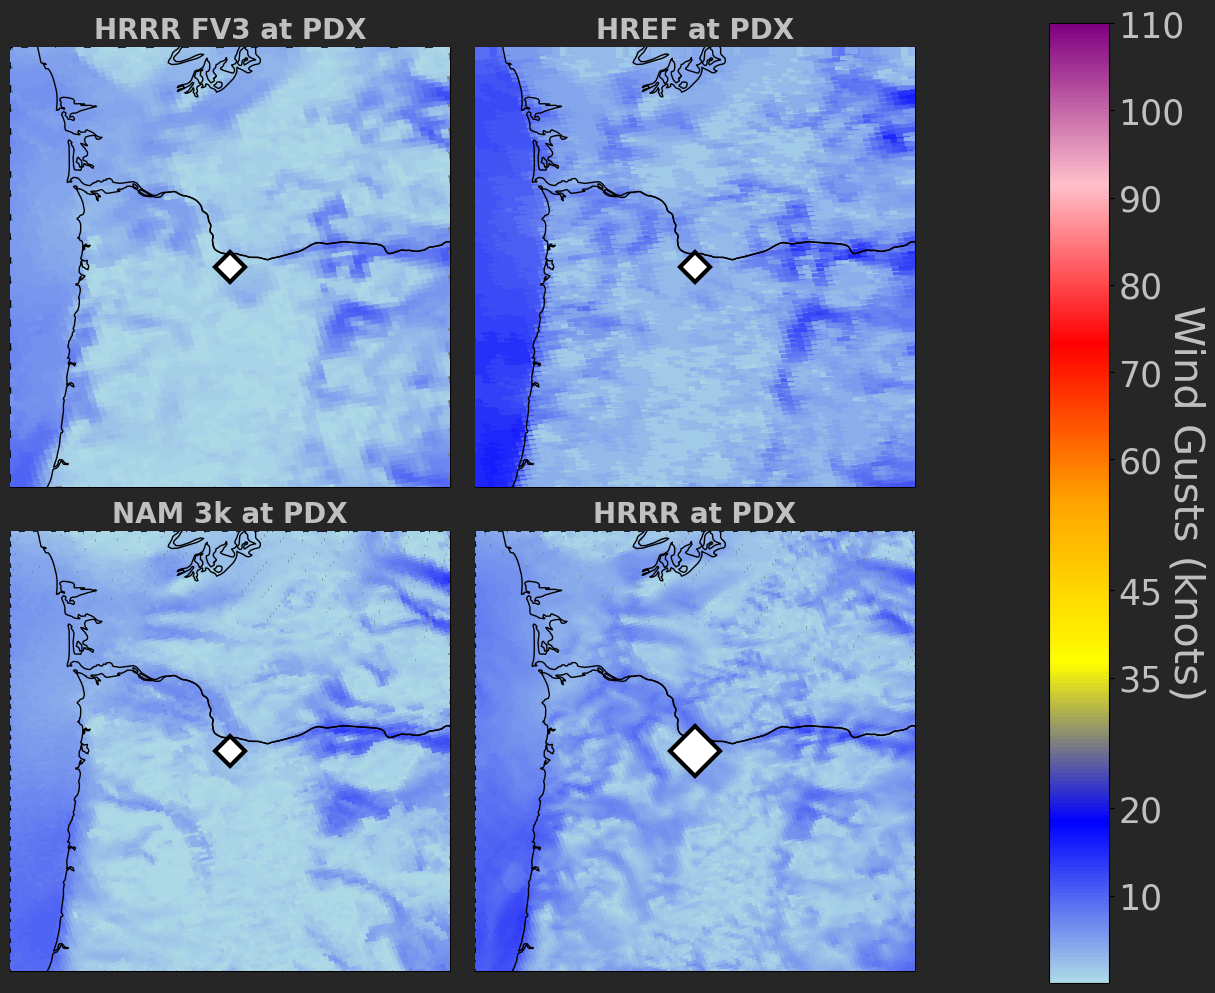 HRRR FV3 at PDX
HREF at PDX
NAM 3k at PDX
HRRR at PDX
110
100
90
80
70
60
45
35
20
10
Wind Gusts (knots)